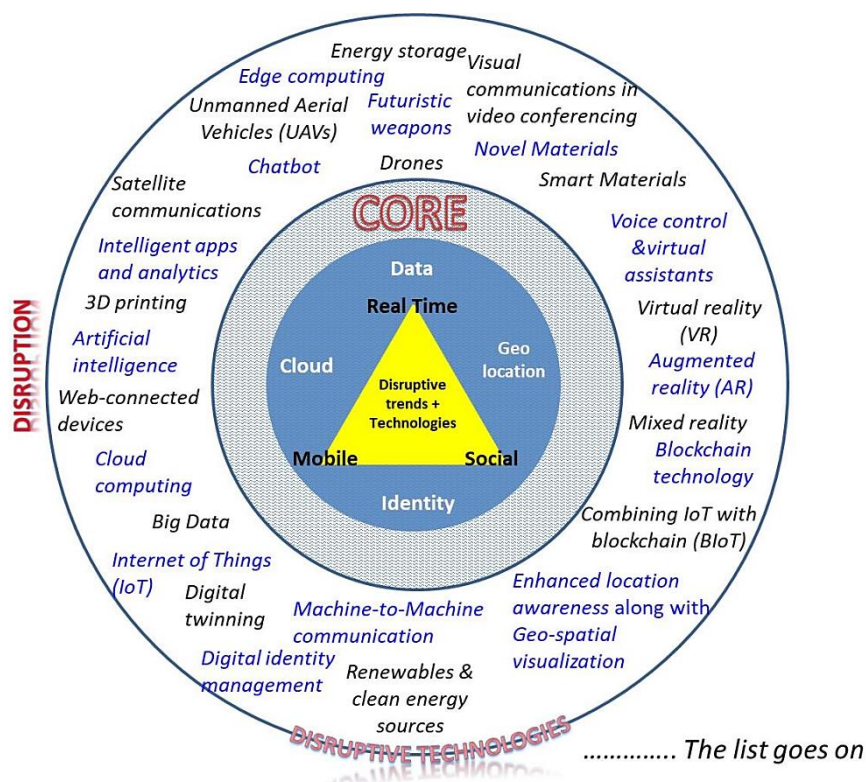 Energy storage
Edge computing
Visual
communications in
video conferencing
Unmanned Aerial
Vehicles (UAVs)
Futuristic
weapons
Chatbot
Drones
Novel Materials
Smart Materials
Satellite
communications
Intelligent apps
and analytics
3D printing
Artificial
intelligence
Web-connected
devices
Cloud
computing
Big Data
Internet of Things
(IoT)
Digital
twinning
Digital identity
management
Machine-to-Machine
communication
Renewables &
clean energy
sources
Voice control
&virtual
assistants
Virtual reality
(VR)
Augmented
reality (AR)
Mixed reality
Blockchain
technology
Combining IoT with
blockchain (BIoT)
Enhanced location
awareness along with
Geo-spatial
visualization
CORE
Data
Real Time
Cloud
Geo
location
Disruptive
trends +
Technologies
Mobile
Social
Identity
DISRUPTION
DISRUPTIVE TECHNOLOGIES
………….. The list goes on